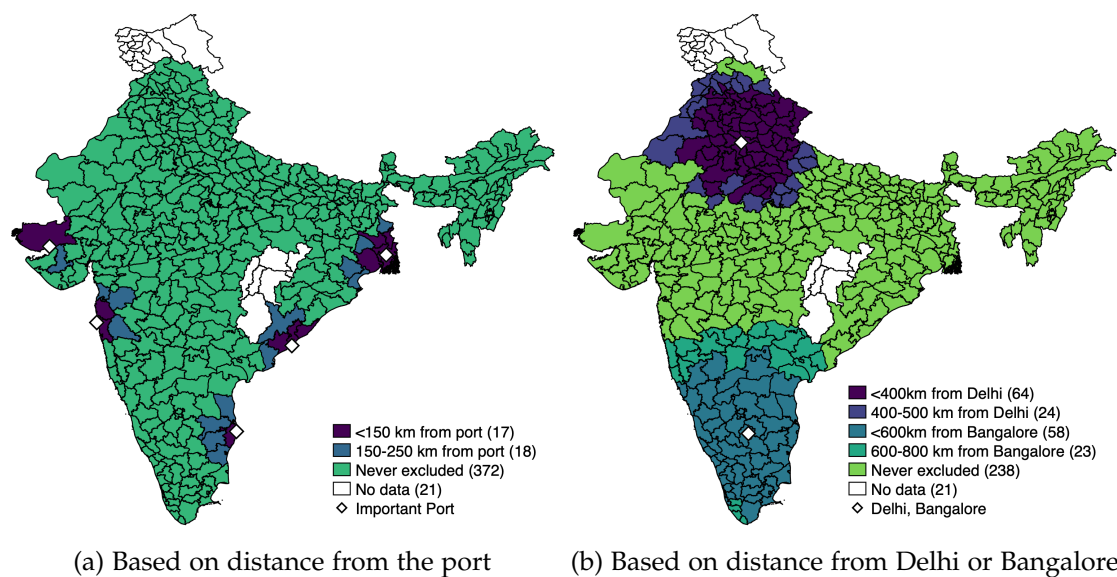 <150 km from port (17)
150-250 km from port (18)
Never excluded (372)
No data (21)
Important Port
<400km from Delhi (64)
400-500 km from Delhi (24)
<600km from Bangalore (58)
600-800 km from Bangalore (23)
Never excluded (238)
No data (21)
Delhi, Bangalore
(a) Based on distance from the port
(b) Based on distance from Delhi or Bangalore